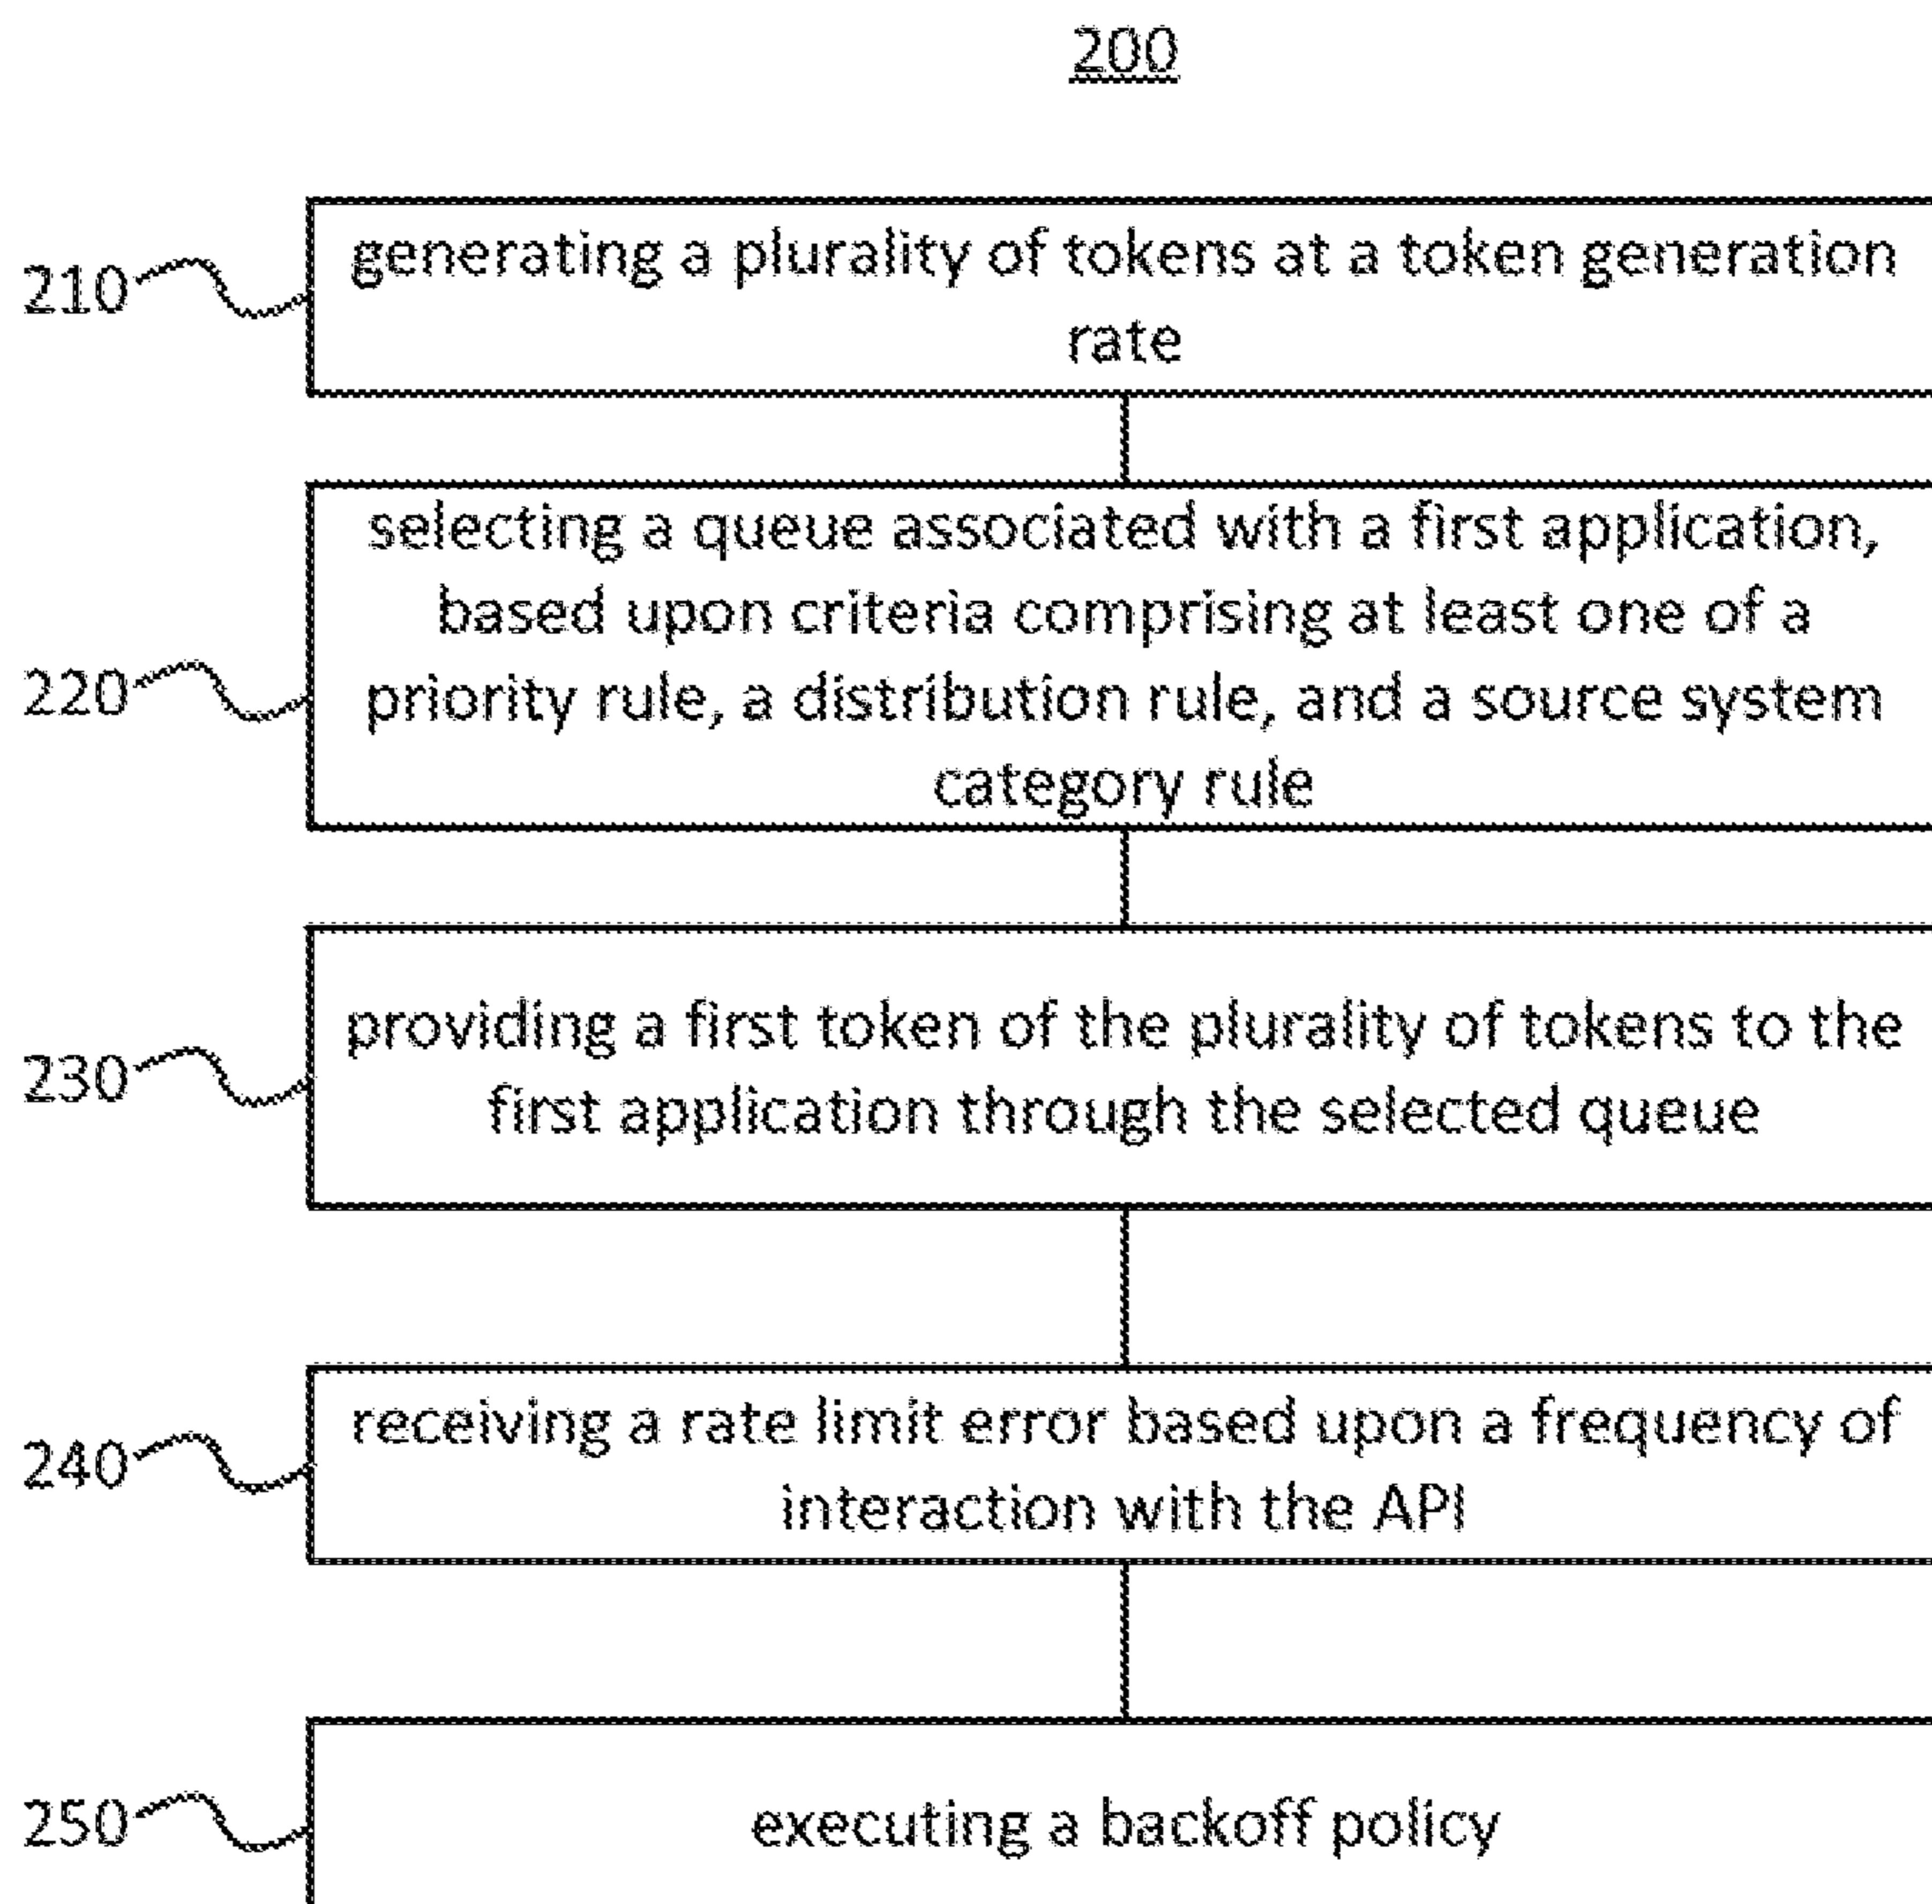 200
210
generating a plurality of tokens at a token generation
rate
220
selecting a queue associated with a first application,
based upon criteria comprising at least one of a
priority rule, a distribution rule, and a source system
category rule
230
providing a first token of the plurality of tokens to the
first application through the selected queue
240
receiving a rate limit error based upon a frequency of
interaction with the API
250
executing a backoff policy